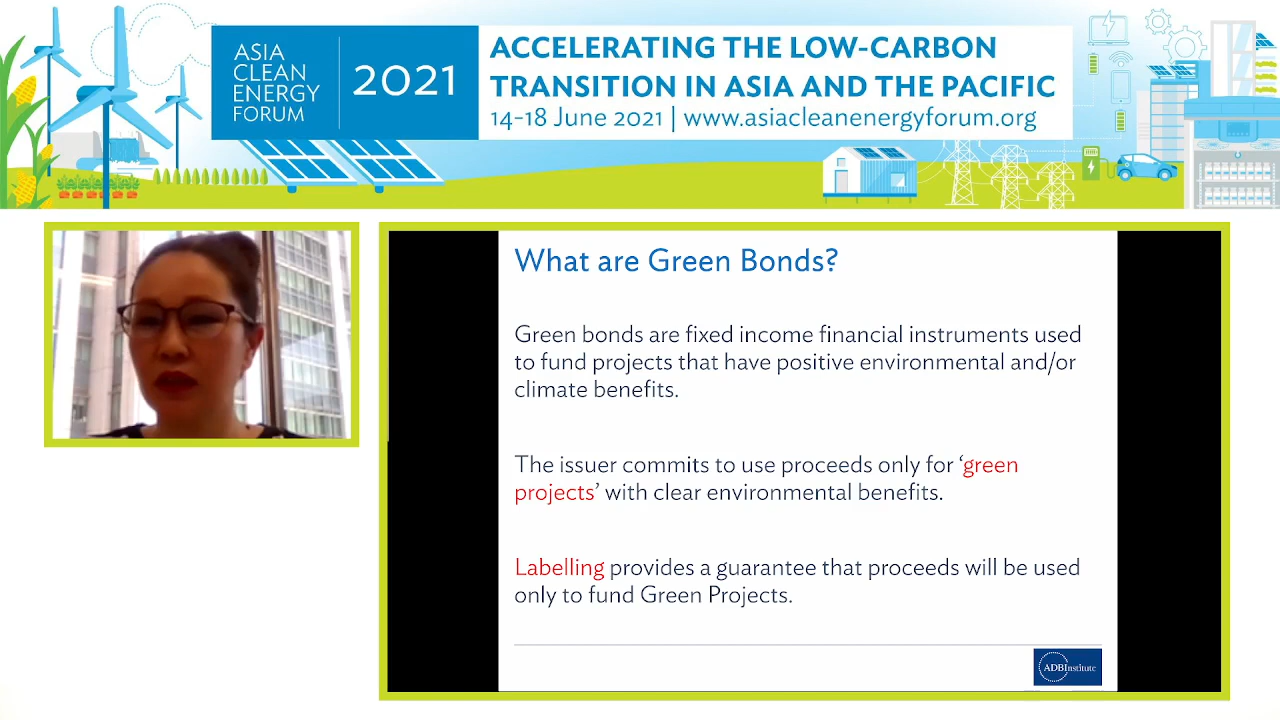 ASIA
CLEAN
ENERGY
FORUM
2021
ACCELERATING THE LOW-CARBON
TRANSITION IN ASIA AND THE PACIFIC
14-18 June 2021 | www.asiacleanenergyforum.org
What are Green Bonds?
Green bonds are fixed income financial instruments used
to fund projects that have positive environmental and/or
climate benefits.
The issuer commits to use proceeds only for ‘green
projects’ with clear environmental benefits.
Labelling provides a guarantee that proceeds will be used
only to fund Green Projects.
ADBInstitute